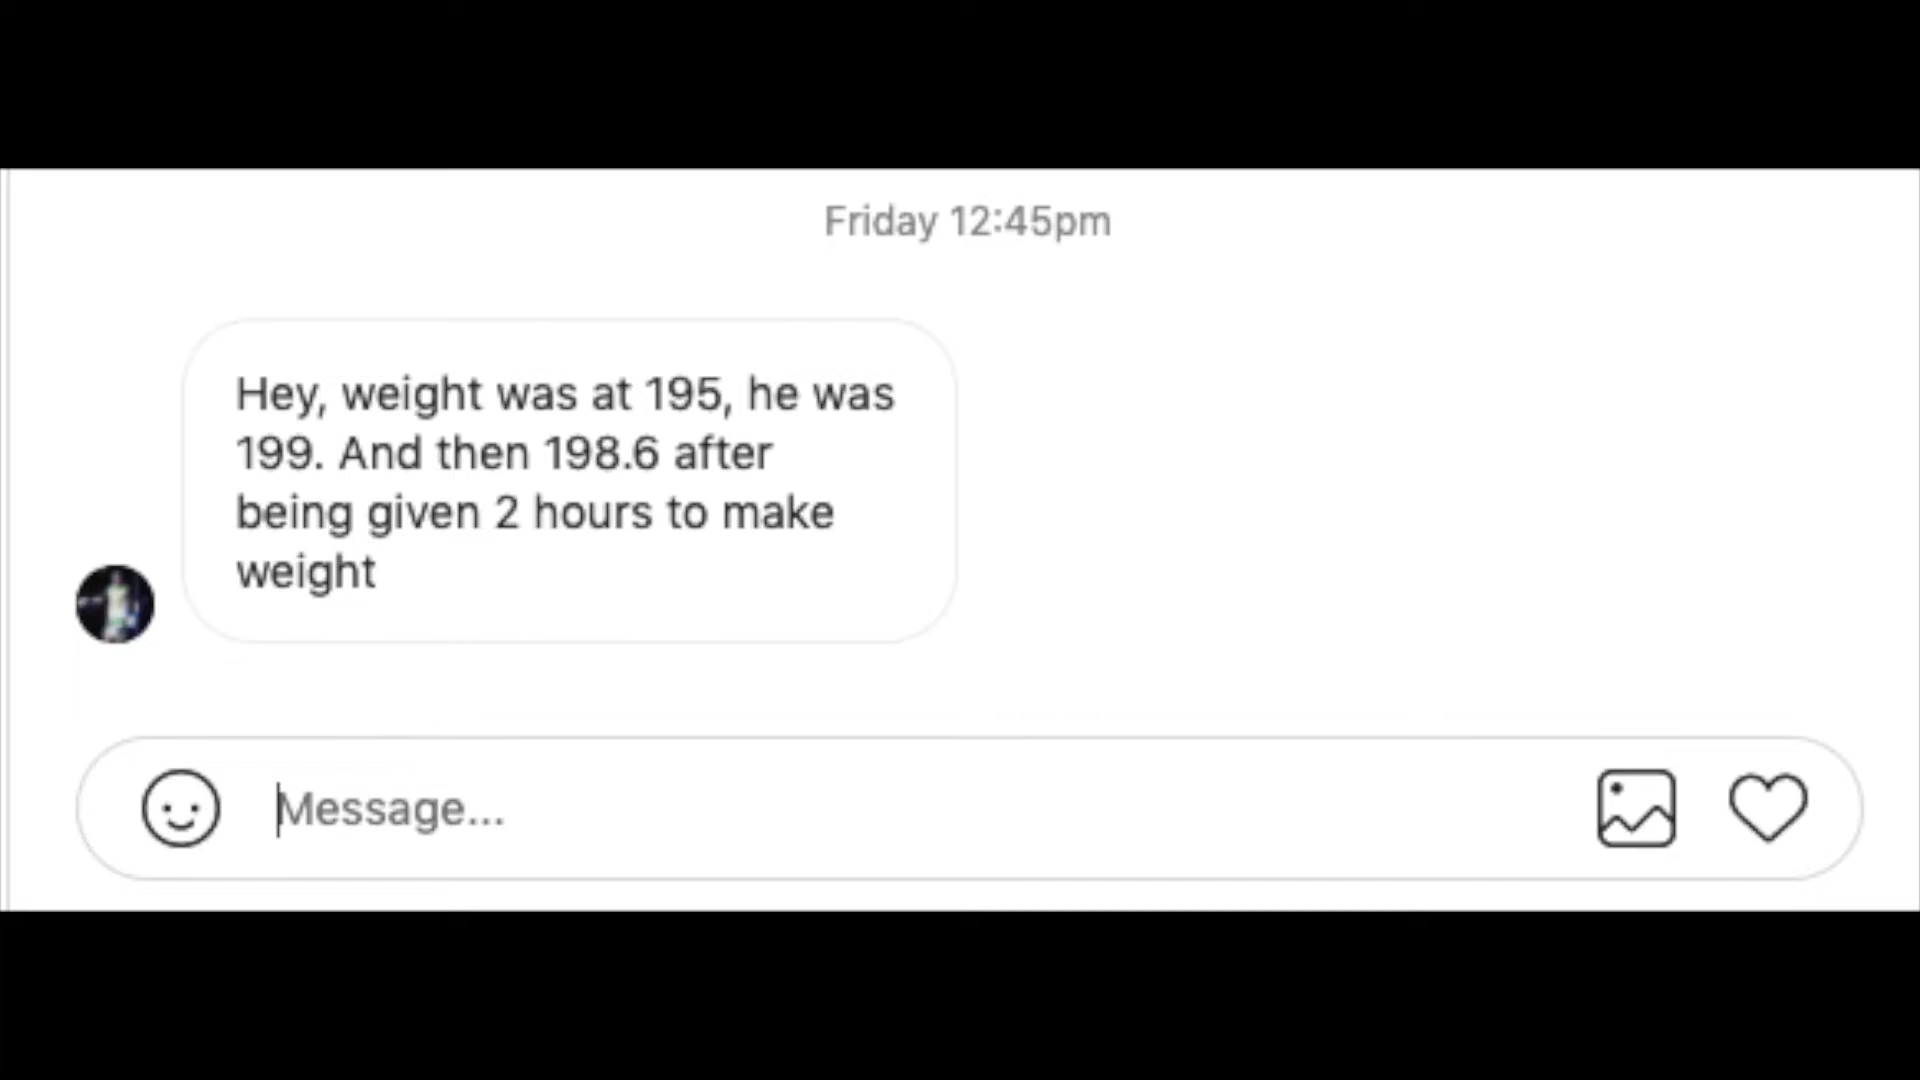 Friday 12:45pm
Hey, weight was at 195, he was
199. And then 198.6 after
being given 2 hours to make
weight
Message...